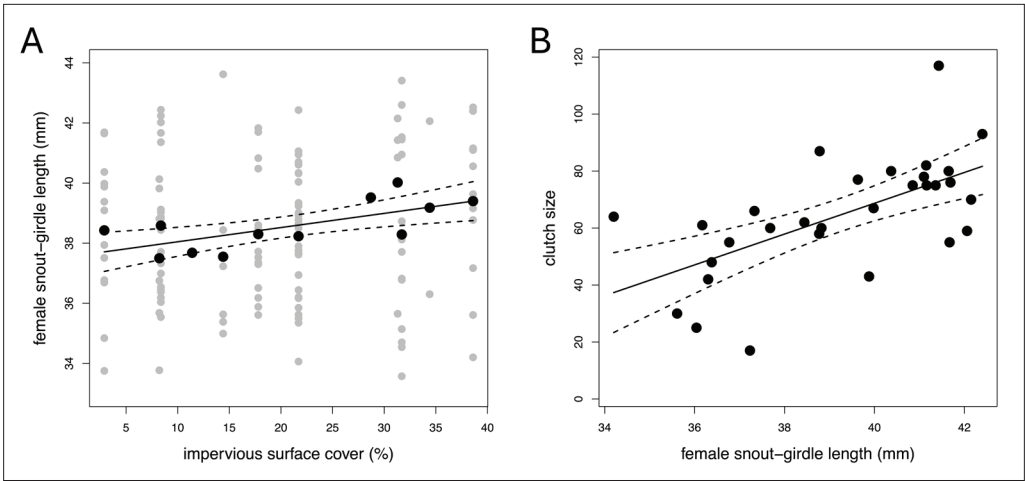 A
B
44
42
40
38
36
34
female snout−girdle length (mm)
5 10 15 20 25 30 35 40
impervious surface cover (%)
120
100
80
60
40
20
0
clutch size
34 36 38 40 42
female snout−girdle length (mm)